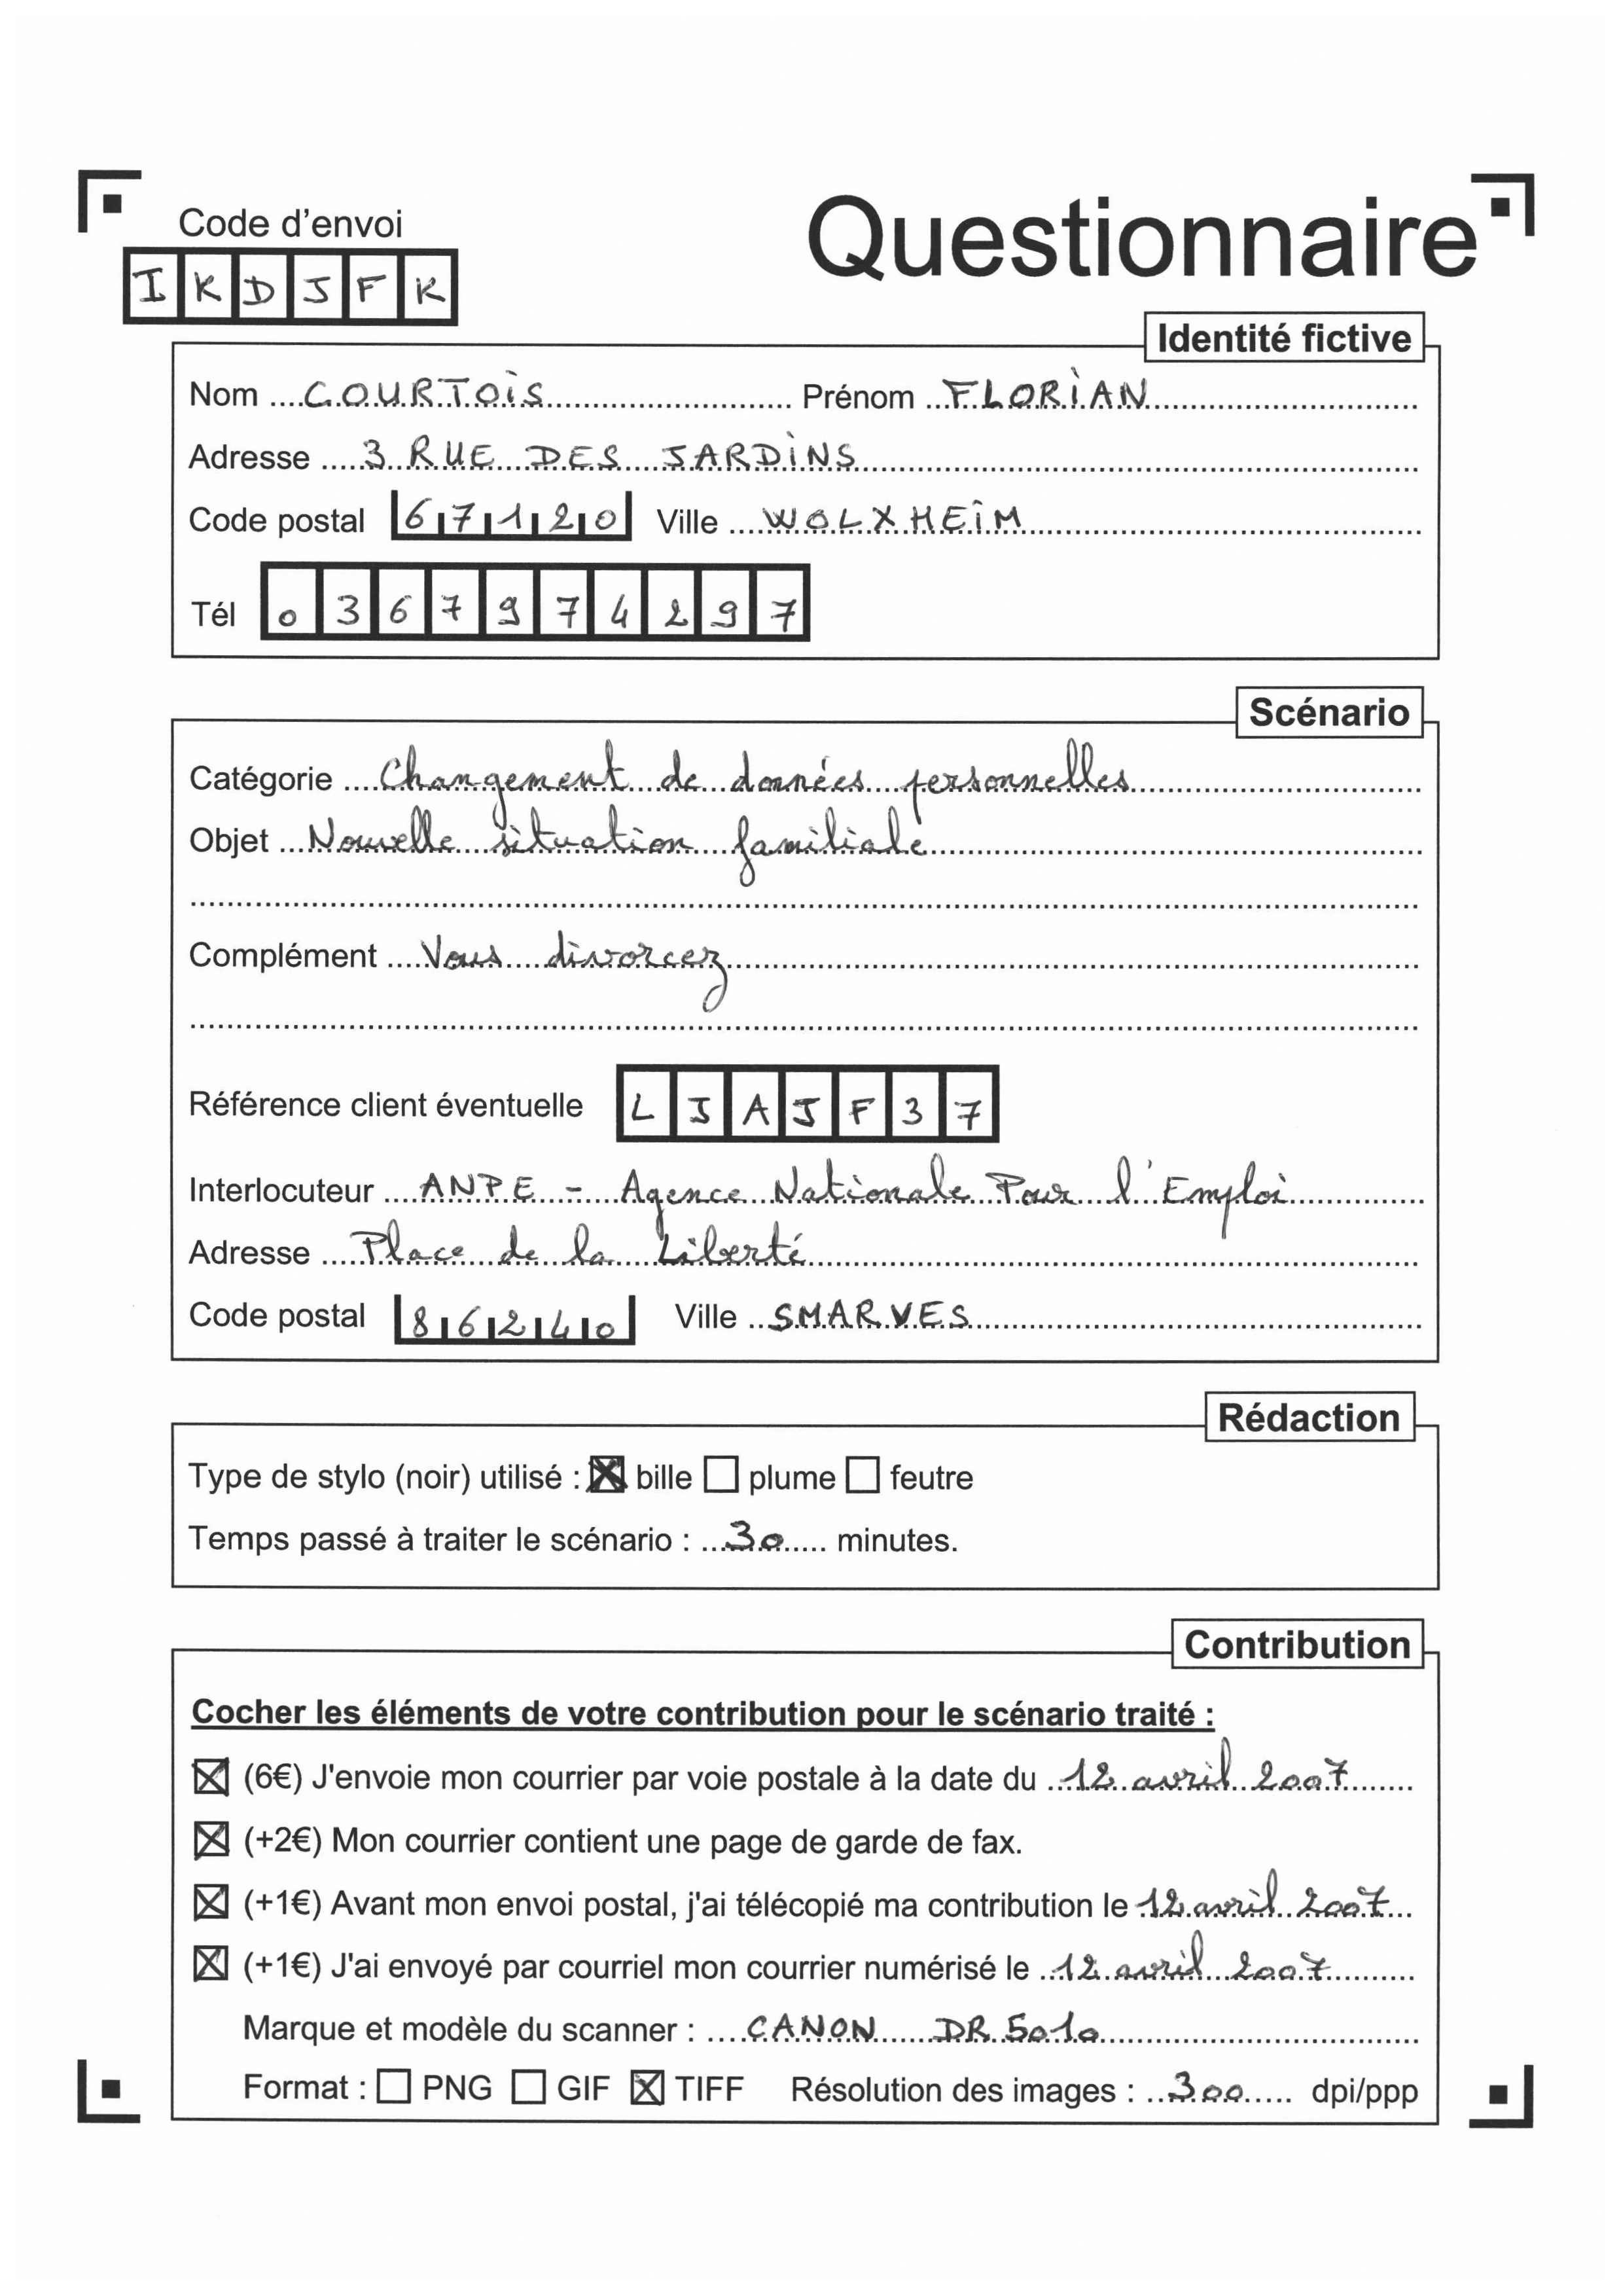 Code d'envoi
Questionnaire
IKDJFK
Identité fictive
Nom COURTOIS Prénom FLORIAN
Adresse 3 RUE DES JARDINS
Code postal 67120 Ville WOLXHEIM
Tél 0367974297
Scénario
Catégorie Changement de données personnelles
Objet Nouvelle situation familiale
Complément Vous divorcez
Référence client éventuelle LJAJF37
Interlocuteur ANPE - Agence Nationale Pour l'Emploi
Adresse Place de la Liberté
Code postal 86240 Ville SMARVES
Rédaction
Type de stylo (noir) utilisé : ☒ bille ☐ plume ☐ feutre
Temps passé à traiter le scénario : 30 minutes.
Contribution
Cocher les éléments de votre contribution pour le scénario traité :
☒ (6€) J'envoie mon courrier par voie postale à la date du 12 avril 2007
☒ (+2€) Mon courrier contient une page de garde de fax.
☒ (+1€) Avant mon envoi postal, j'ai télécopié ma contribution le 12 avril 2007
☒ (+1€) J'ai envoyé par courriel mon courrier numérisé le 12 avril 2007
Marque et modèle du scanner : CANON DR 5010
Format : ☐ PNG ☐ GIF ☒ TIFF Résolution des images : 300 dpi/ppp